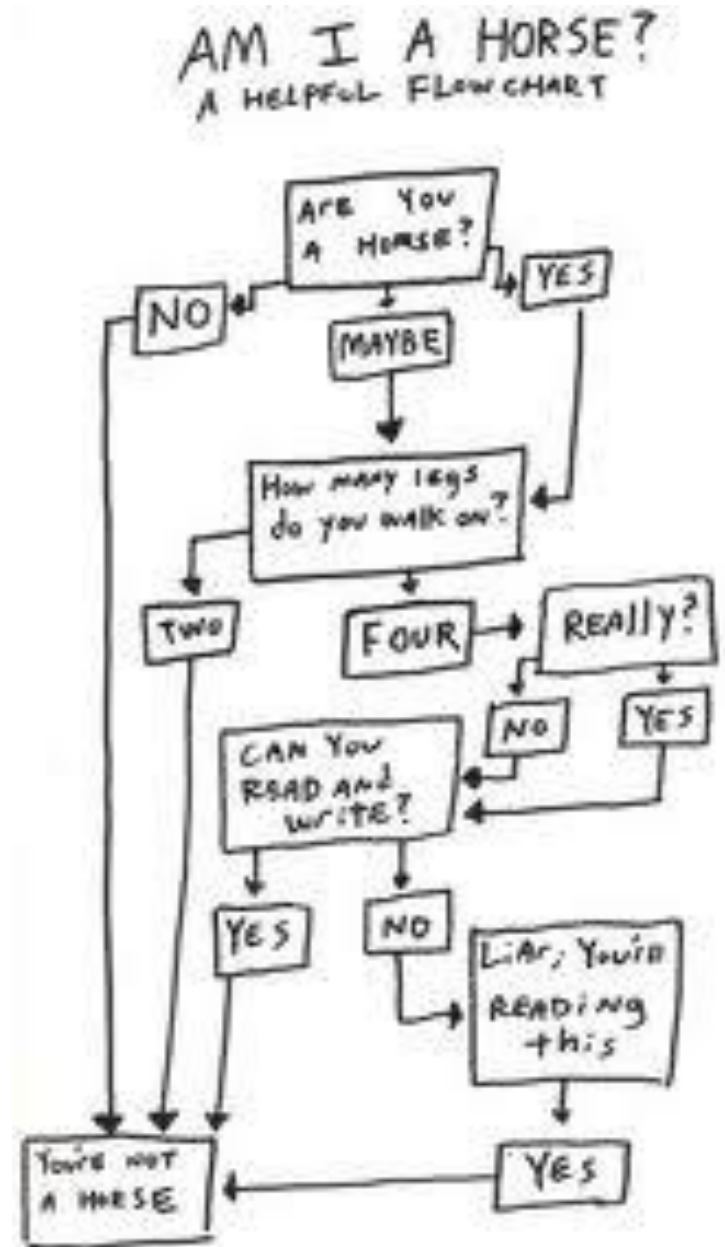 AM I A HORSE?
A HELPFUL FLOWCHART
ArE You
A HORSE?
NO
MAYBE
YES
How many legs
do you walk on?
TWO
FOUR
REAlly?
NO
YES
CAN YOU
READ AND
WriTE?
YES
NO
LiAr, You're
READiNg
this
YES
You're NOT
A HORSE